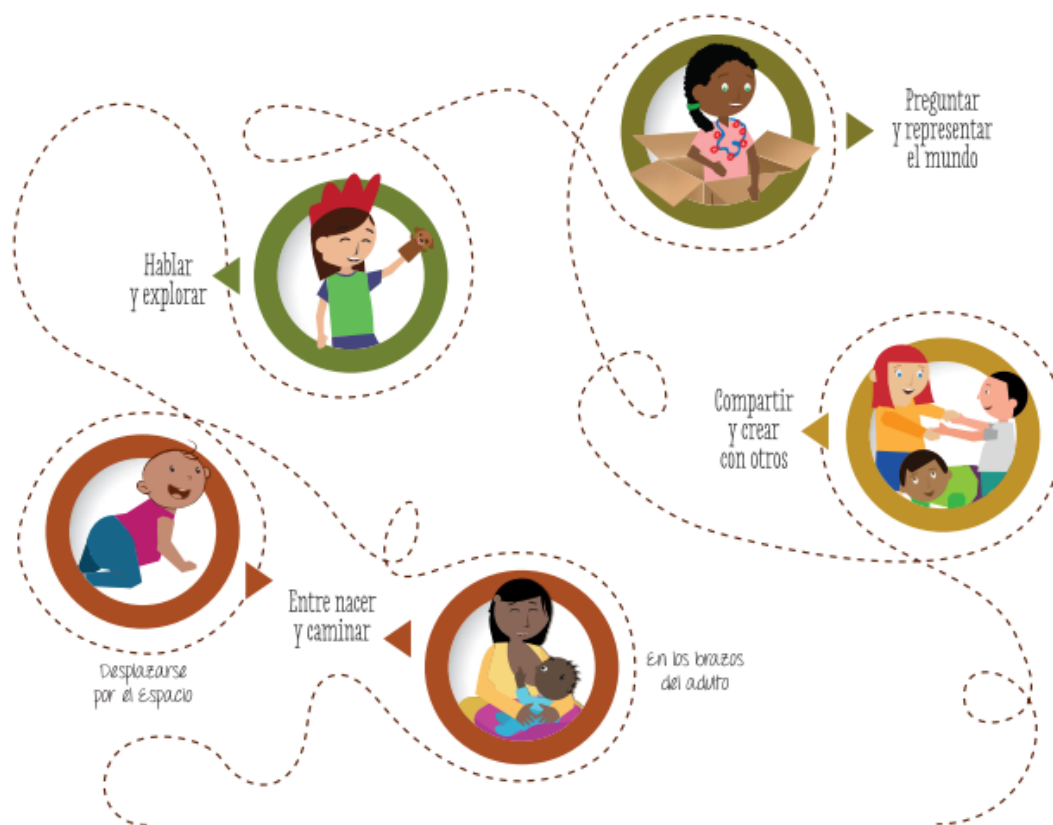 Preguntar
y representar
el mundo
Hablar
y explorar
Compartir
y crear
con otros
Entre nacer
y caminar
En los brazos
del adulto
Desplazarse
por el Espacio